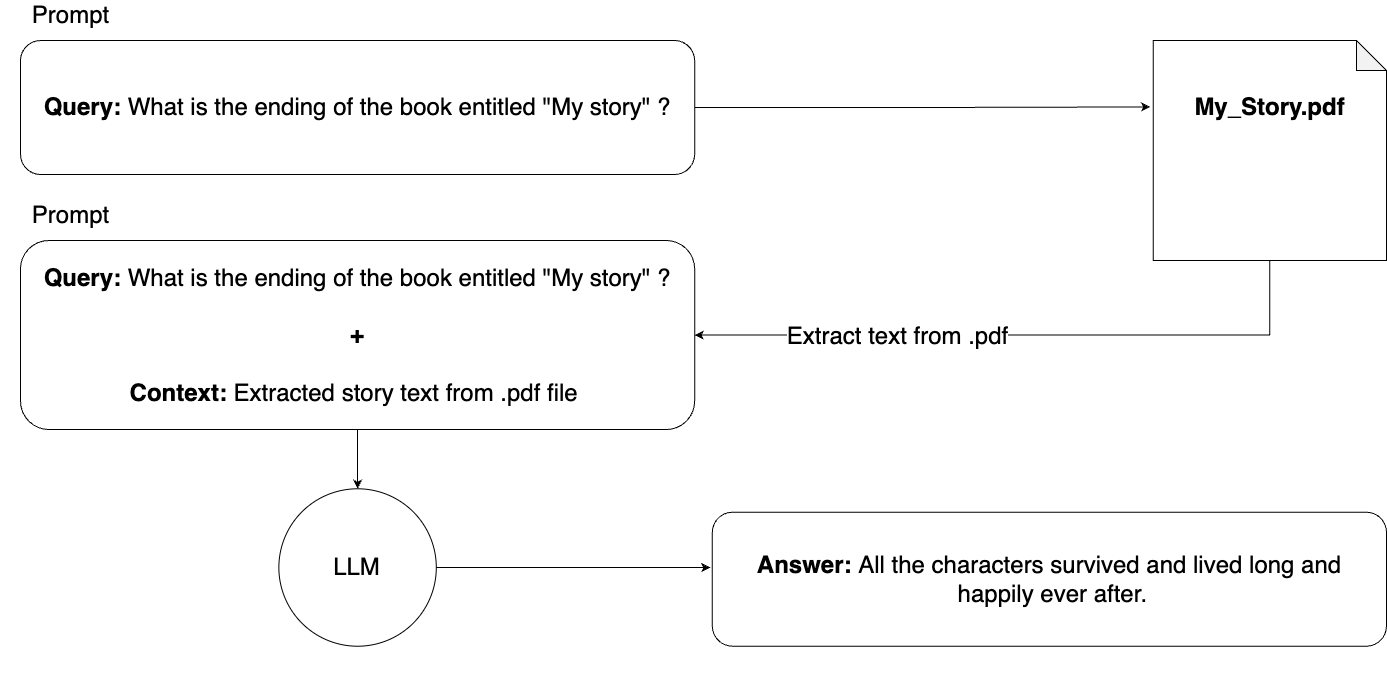 Prompt
Query: What is the ending of the book entitled "My story" ?
My_Story.pdf
Prompt
Query: What is the ending of the book entitled "My story" ?
+
Context: Extracted story text from .pdf file
Extract text from .pdf
LLM
Answer: All the characters survived and lived long and
happily ever after.